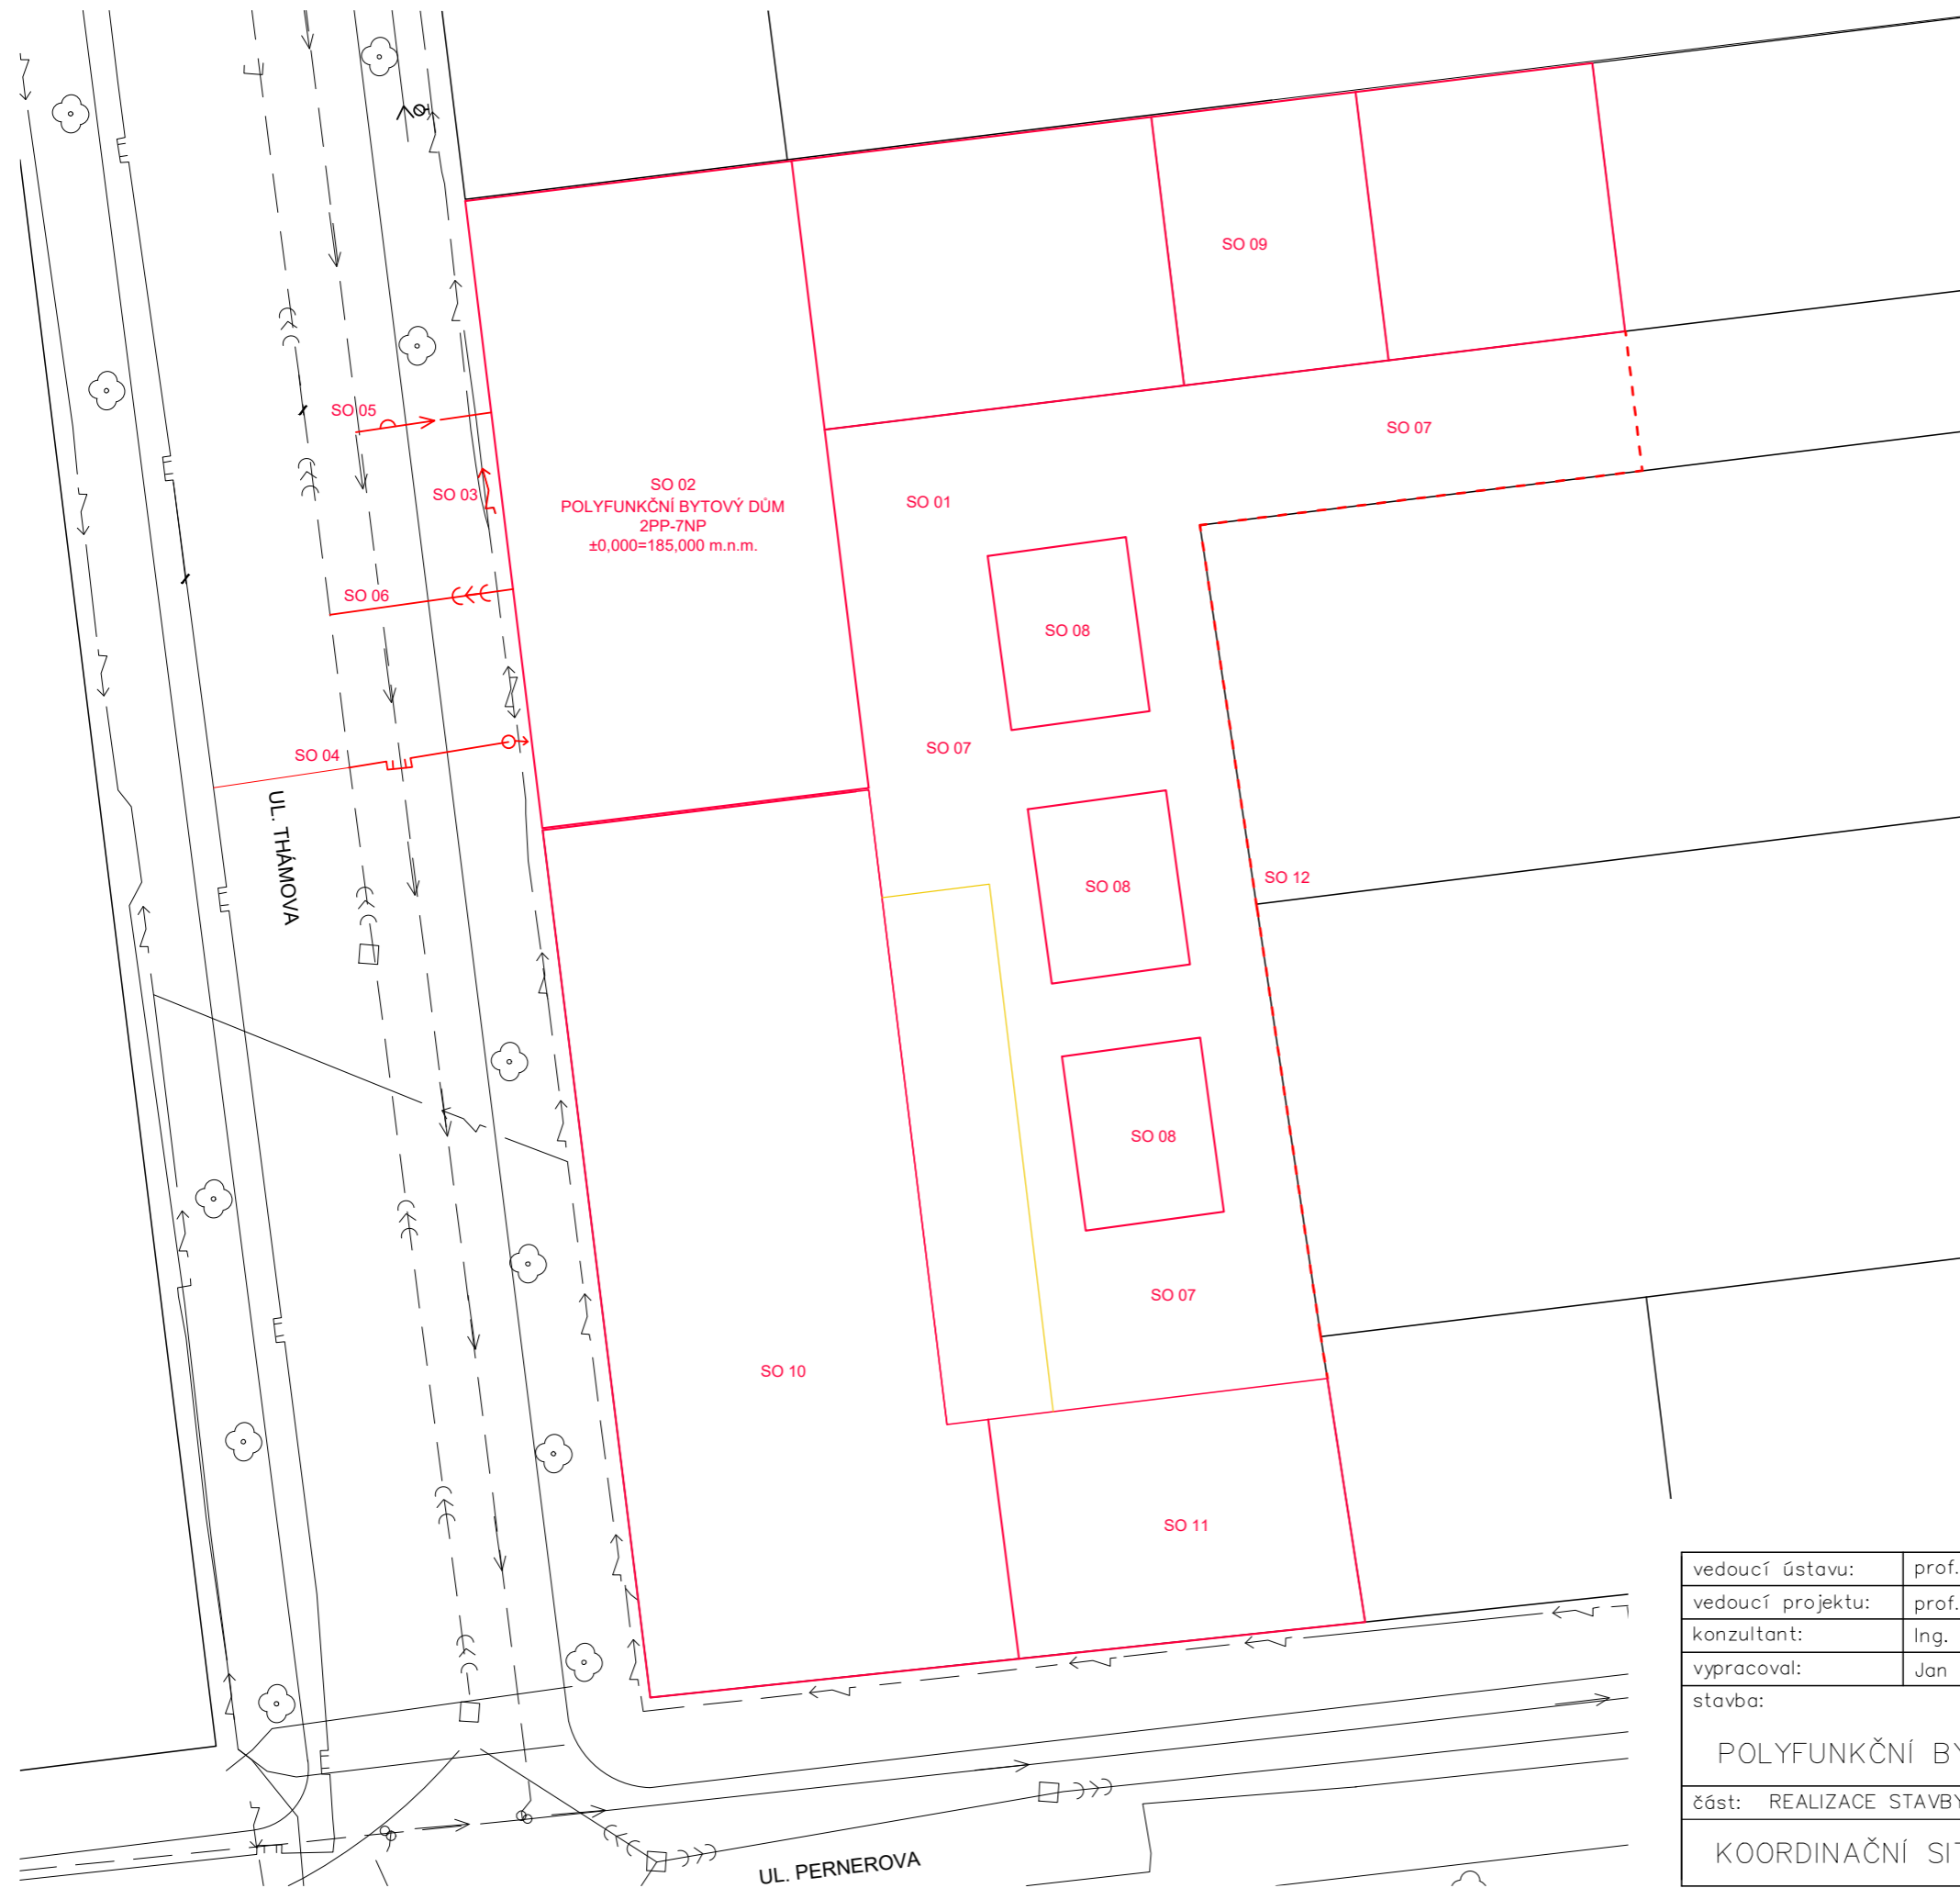 SO 09
SO 05
SO 07
SO 03
SO 02
POLYFUNKČNÍ BYTOVÝ DŮM
2PP-7NP
±0,000=185,000 m.n.m.
SO 01
SO 06
SO 08
SO 07
SO 04
UL. THÁMOVA
SO 08
SO 12
SO 08
SO 07
SO 10
SO 11
vedoucí ústavu: prof.
vedoucí projektu: prof.
konzultant: Ing.
vypracoval: Jan
stavba:
POLYFUNKČNÍ BY
část: REALIZACE STAVBY
KOORDINAČNÍ SIT
UL. PERNEROVA